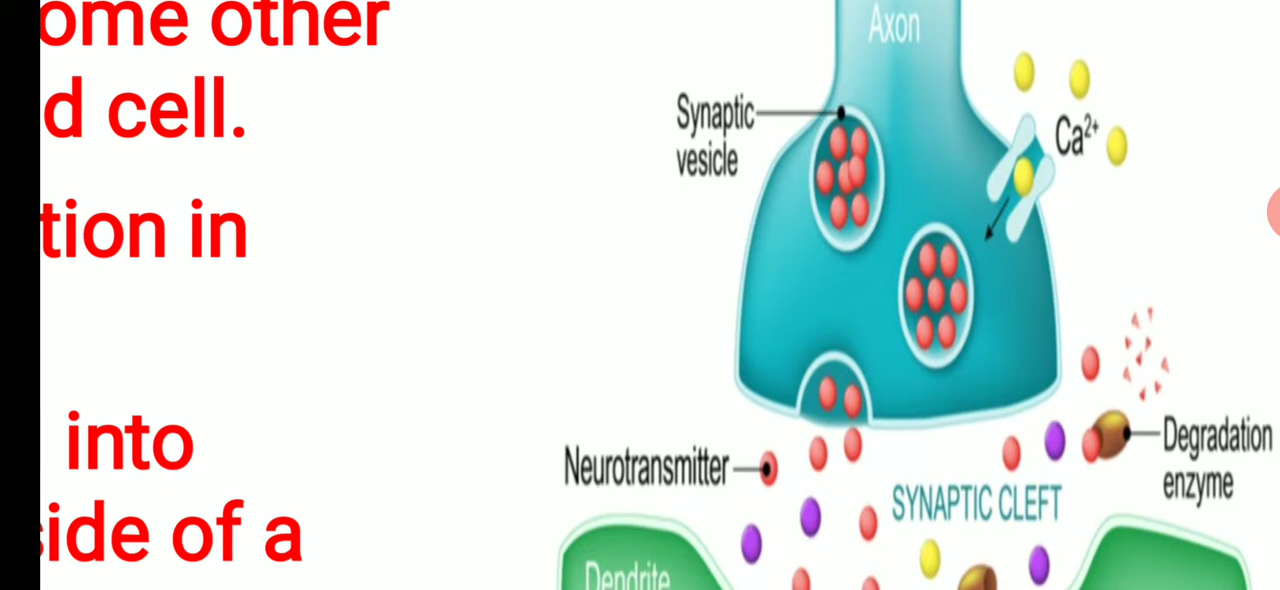 ome other
d cell.
tion in
into
side of a
Axon
Synaptic
vesicle
Ca²⁺
Degradation
enzyme
Neurotransmitter
SYNAPTIC CLEFT
Dendrite